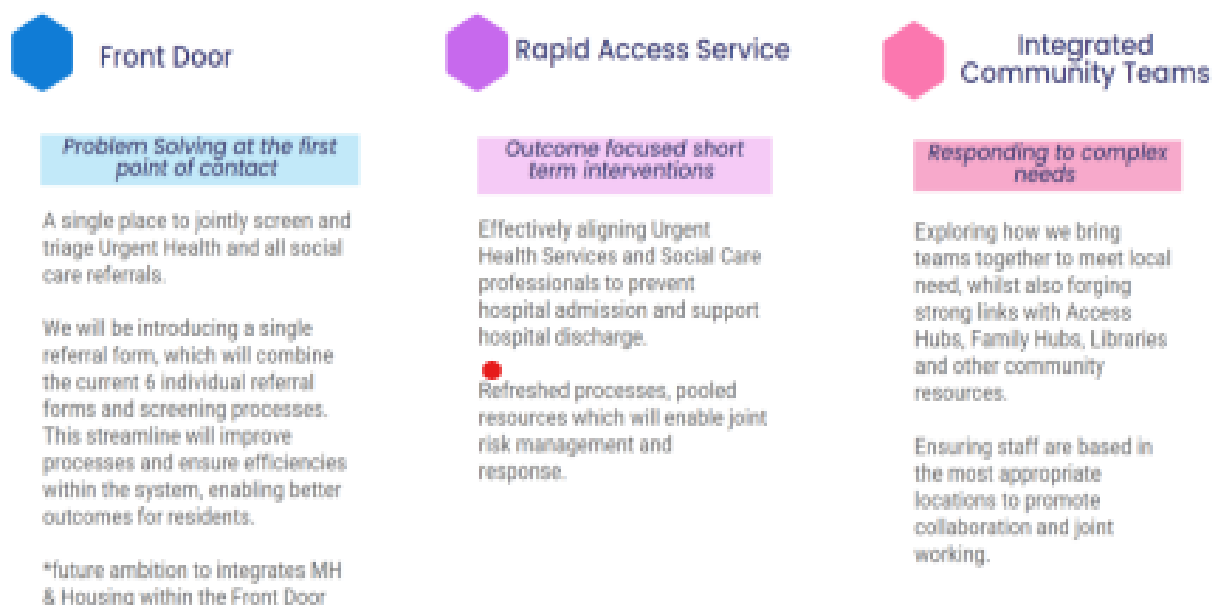 Front Door
Problem Solving at the first
point of contact
A single place to jointly screen and
triage Urgent Health and all social
care referrals.
We will be introducing a single
referral form, which will combine
the current 6 individual referral
forms and screening processes.
This streamline will improve
processes and ensure efficiencies
within the system, enabling better
outcomes for residents.
*future ambition to integrates MH
& Housing within the Front Door
Rapid Access Service
Outcome focused short
term interventions
Effectively aligning Urgent
Health Services and Social Care
professionals to prevent
hospital admission and support
hospital discharge.
Refreshed processes, pooled
resources which will enable joint
risk management and
response.
Integrated
Community Teams
Responding to complex
needs
Exploring how we bring
teams together to meet local
need, whilst also forging
strong links with Access
Hubs, Family Hubs, Libraries
and other community
resources.
Ensuring staff are based in
the most appropriate
locations to promote
collaboration and joint
working.